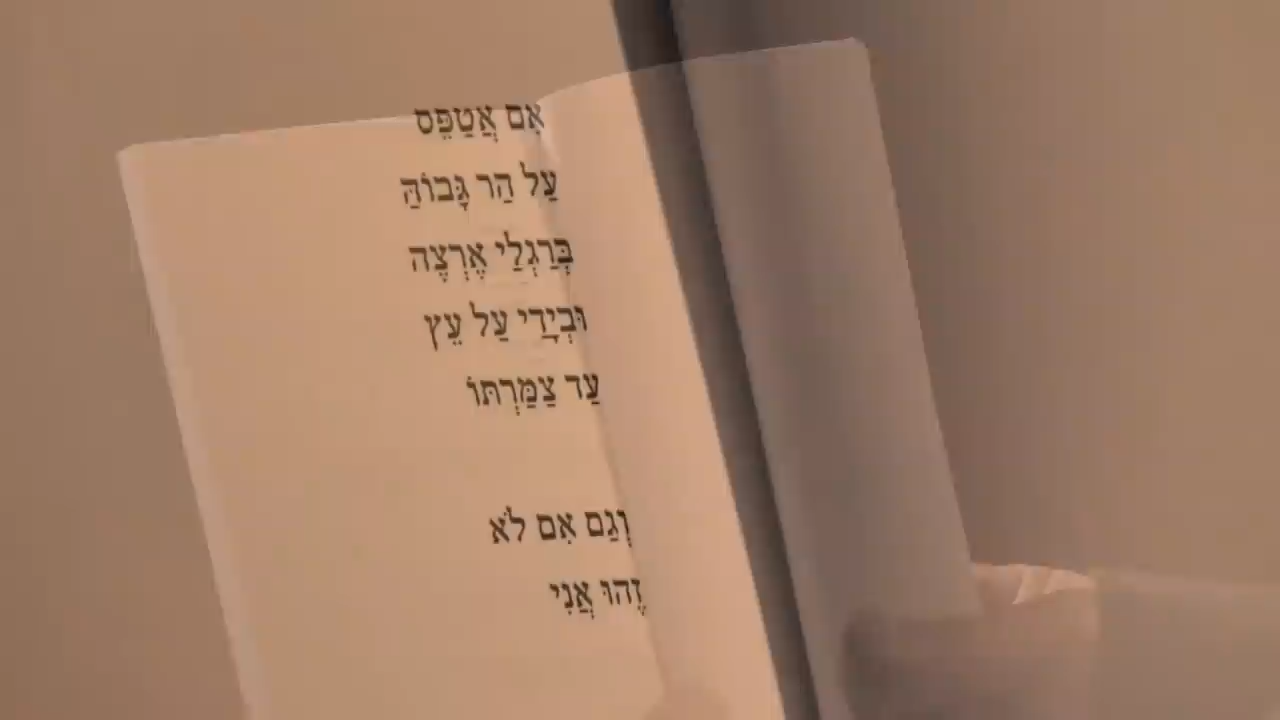 אִם אֲטַפֵּס
עַל הַר גָּבוֹהַּ
בְּרַגְלַי אֶרְצֶה
וּבְיָדַי עַל עֵץ
עַד צַמַּרְתּוֹ
וְגַם אִם לֹא
זֶהוּ אֲנִי